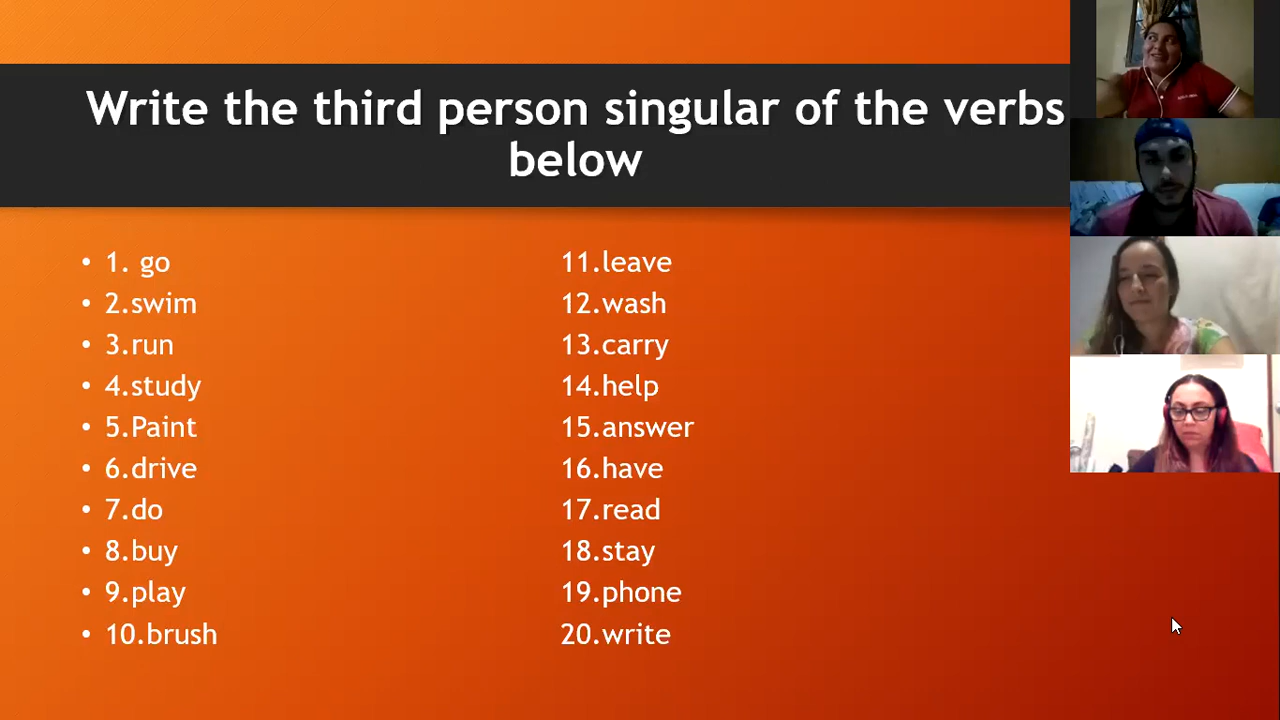 Write the third person singular of the verbs
below
• 1. go
• 2.swim
• 3.run
• 4.study
• 5.Paint
• 6.drive
• 7.do
• 8.buy
• 9.play
• 10.brush
11.leave
12.wash
13.carry
14.help
15.answer
16.have
17.read
18.stay
19.phone
20.write